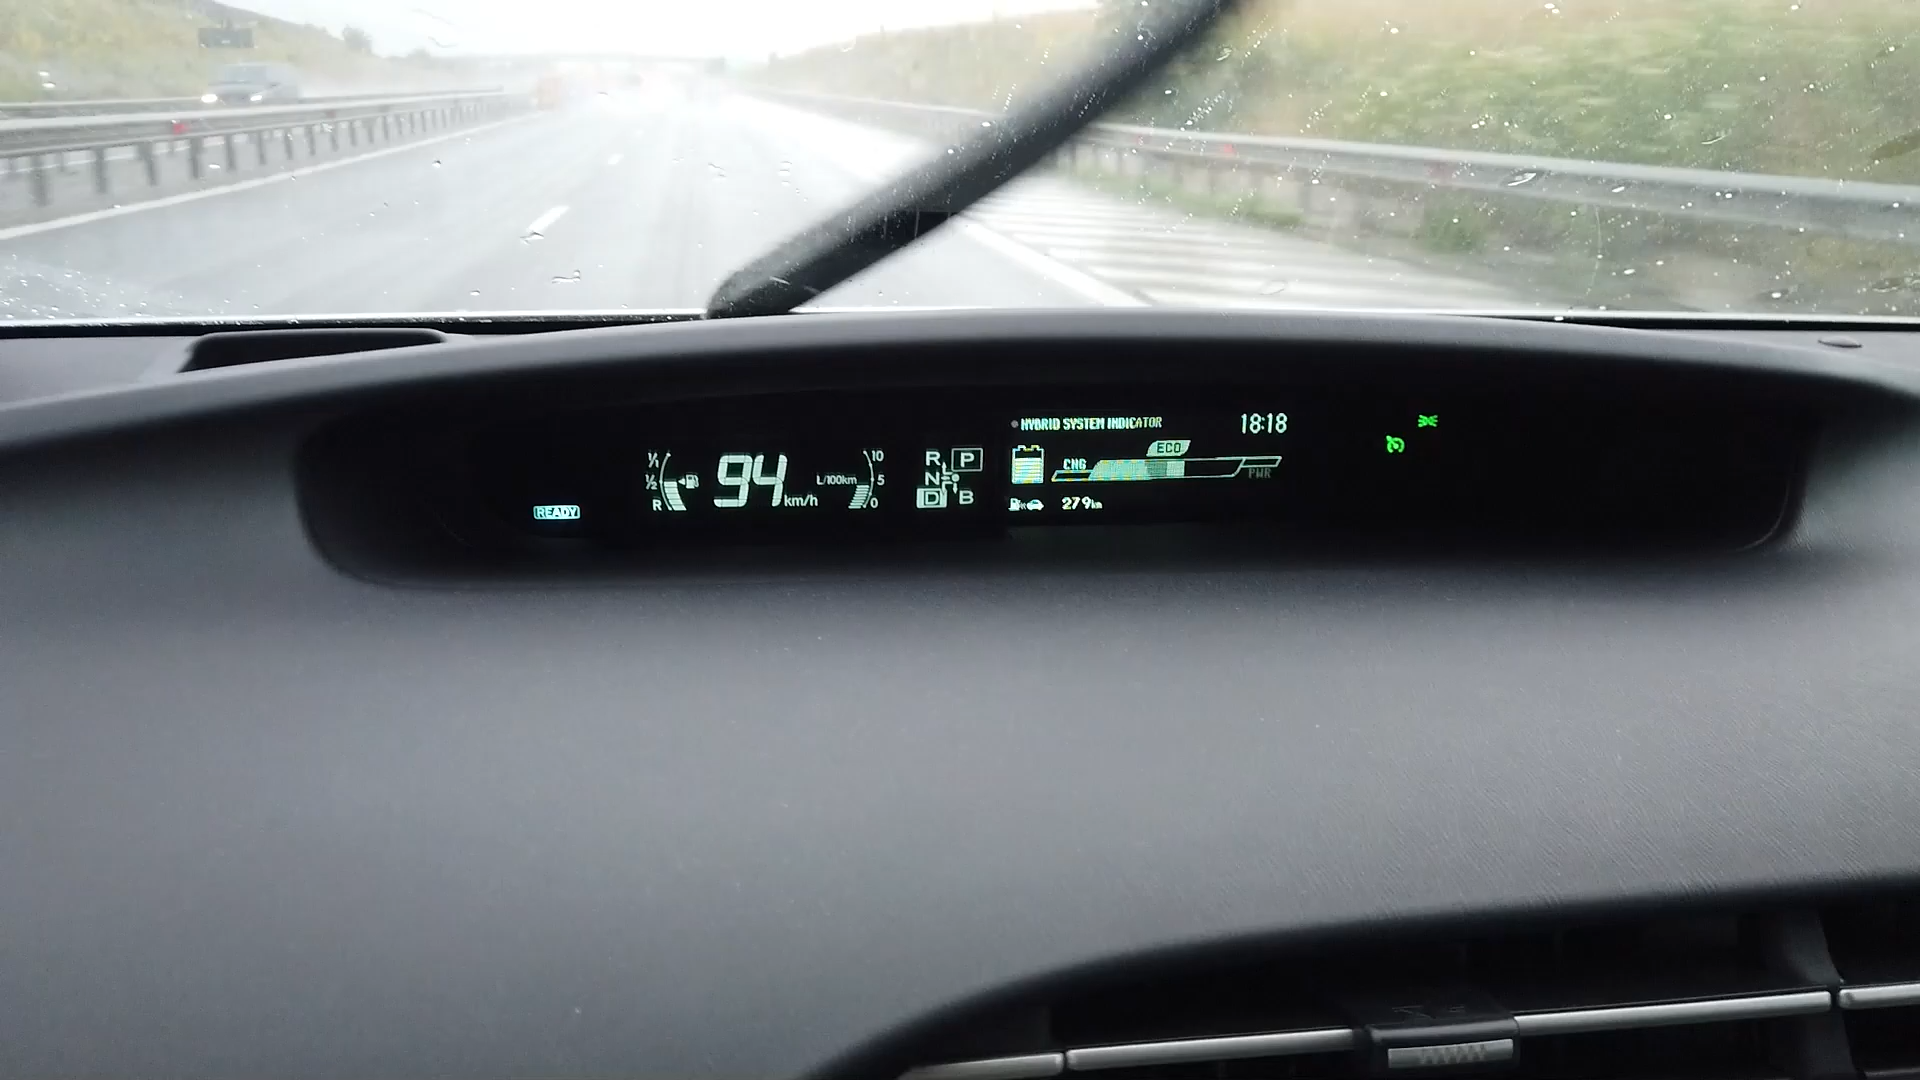 HYBRID SYSTEM INDICATOR 18:18
ECO
CHG
PWR
279km
1/1
1/2
R
94 km/h
L/100km
10
5
0
R P
N
D B
READY